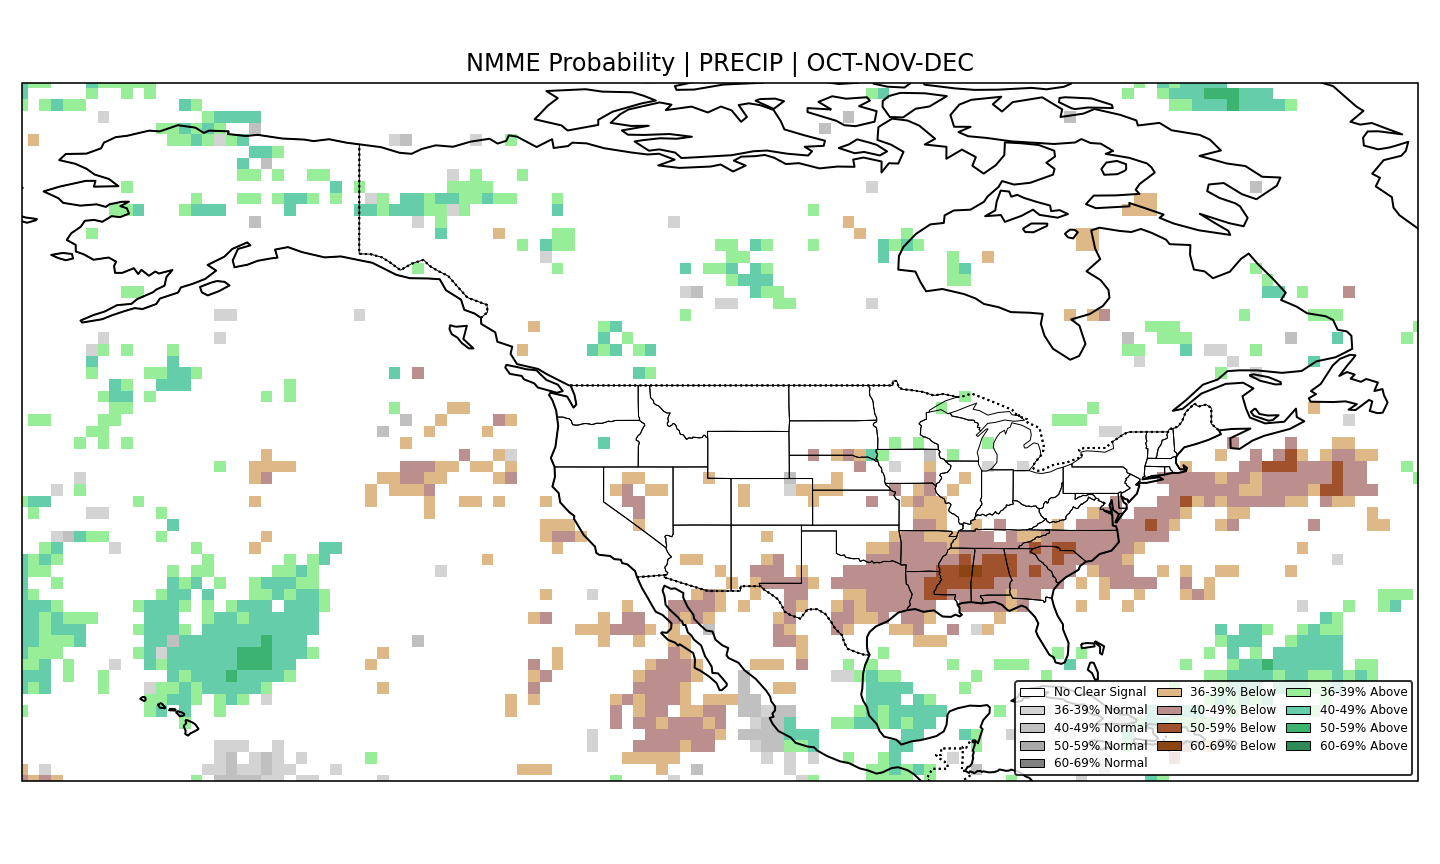 NMME Probability | PRECIP | OCT-NOV-DEC
No Clear Signal
36-39% Normal
40-49% Normal
50-59% Normal
60-69% Normal
36-39% Below
40-49% Below
50-59% Below
60-69% Below
36-39% Above
40-49% Above
50-59% Above
60-69% Above